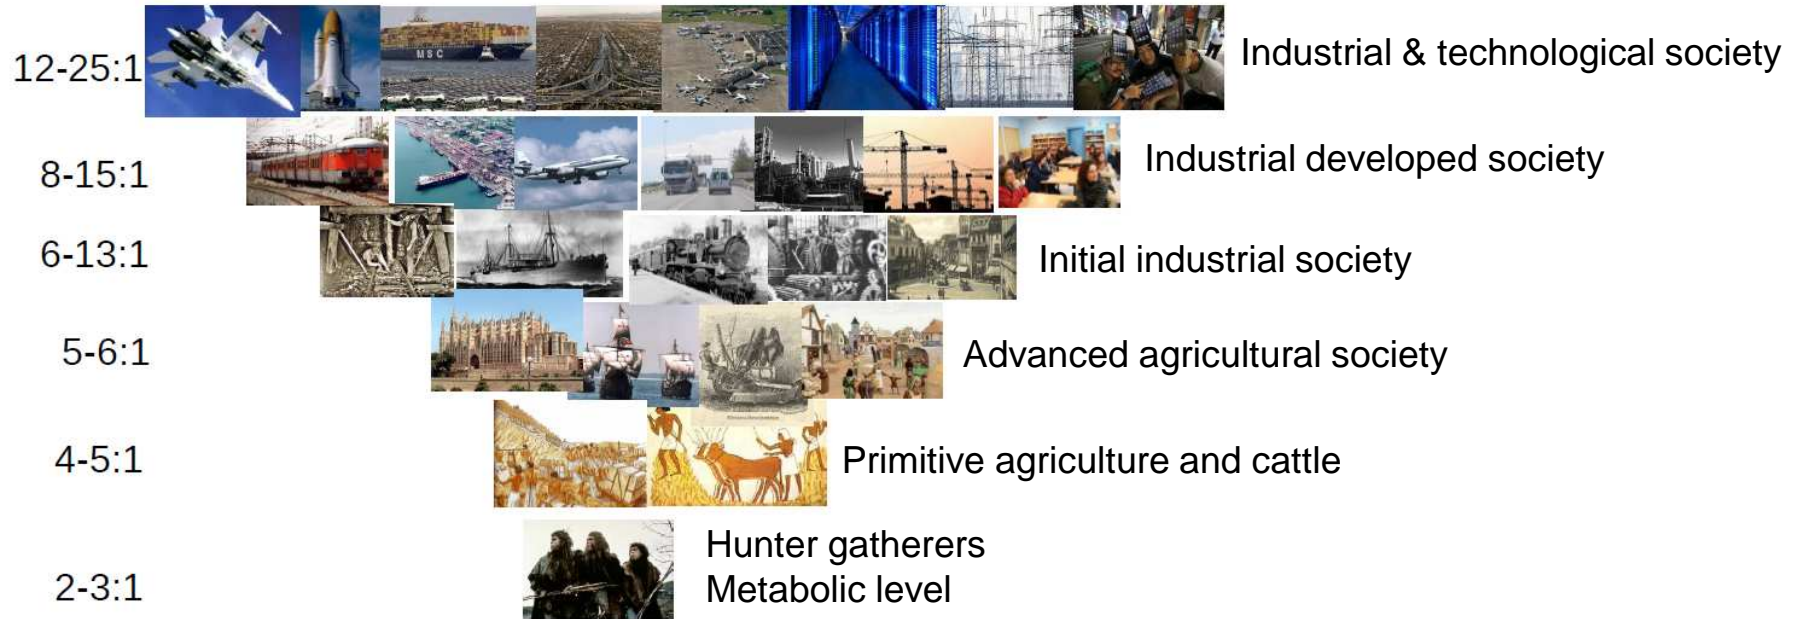 12-25:1
MSC
Industrial & technological society
8-15:1
Industrial developed society
6-13:1
Initial industrial society
5-6:1
Advanced agricultural society
4-5:1
Primitive agriculture and cattle
2-3:1
Hunter gatherers
Metabolic level